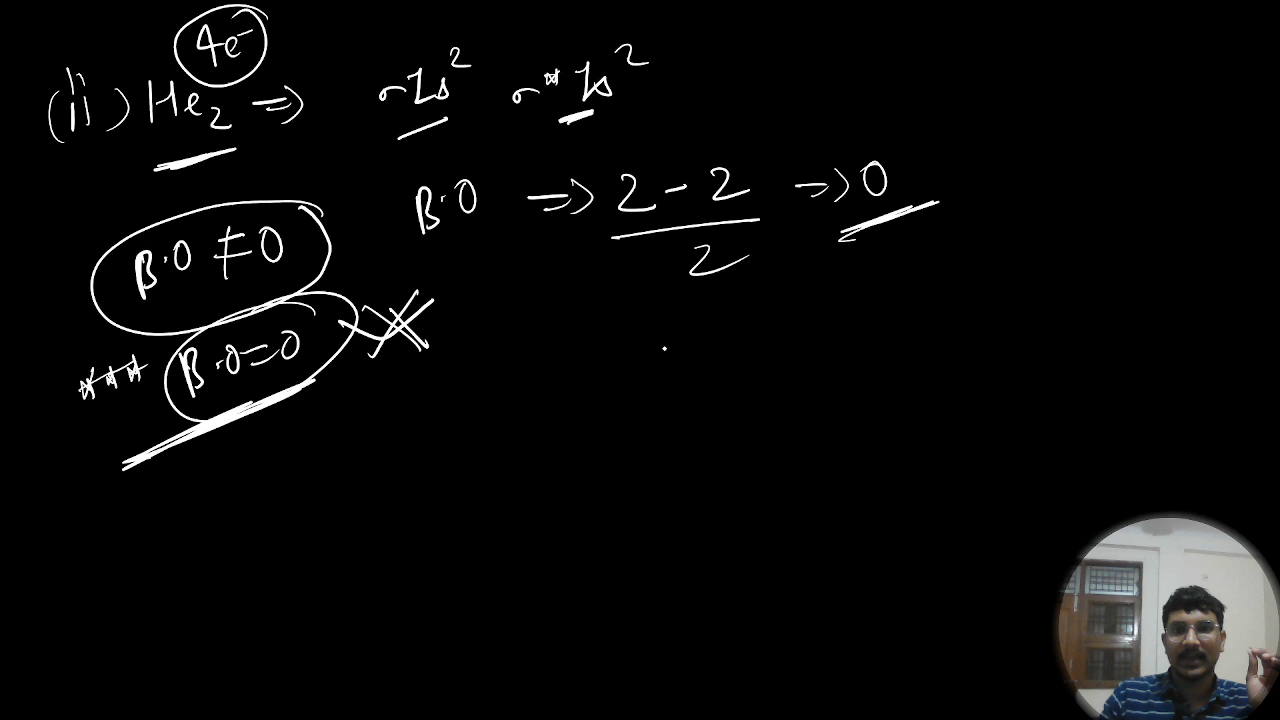 4e⁻
(ii) He₂ ⇒ σ1s² σ*1s²
B.O ⇒ 2-2/2 ⇒ 0
B.O ≠ 0
*** B.O=0 X